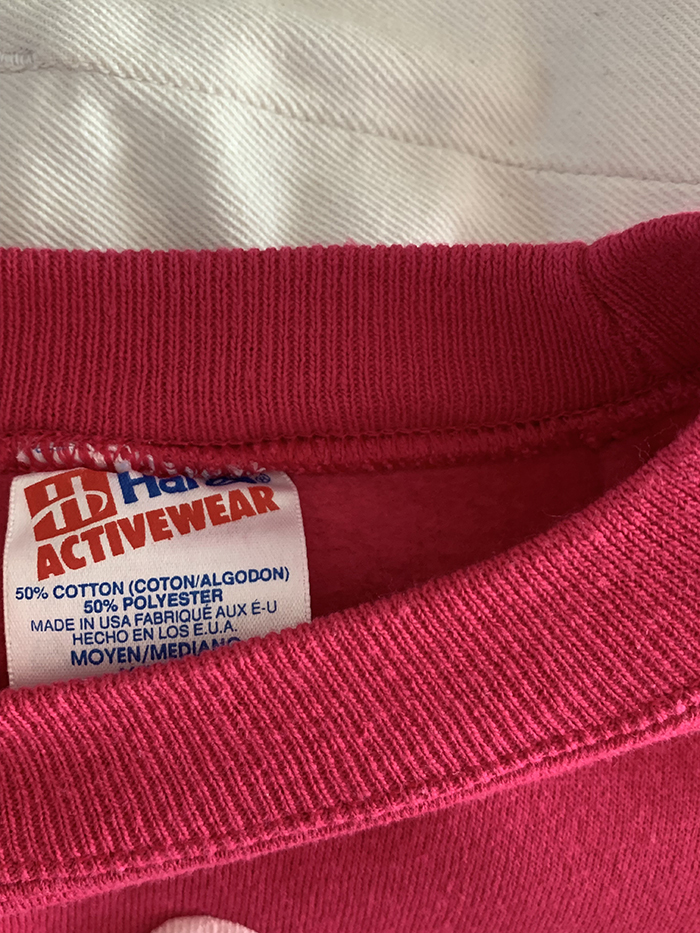 ACTIVEWEAR
50% COTTON (COTON/ALGODON)
50% POLYESTER
MADE IN USA FABRIQUÉ AUX É-U
HECHO EN LOS E.U.A.
MOYEN/MEDIANO